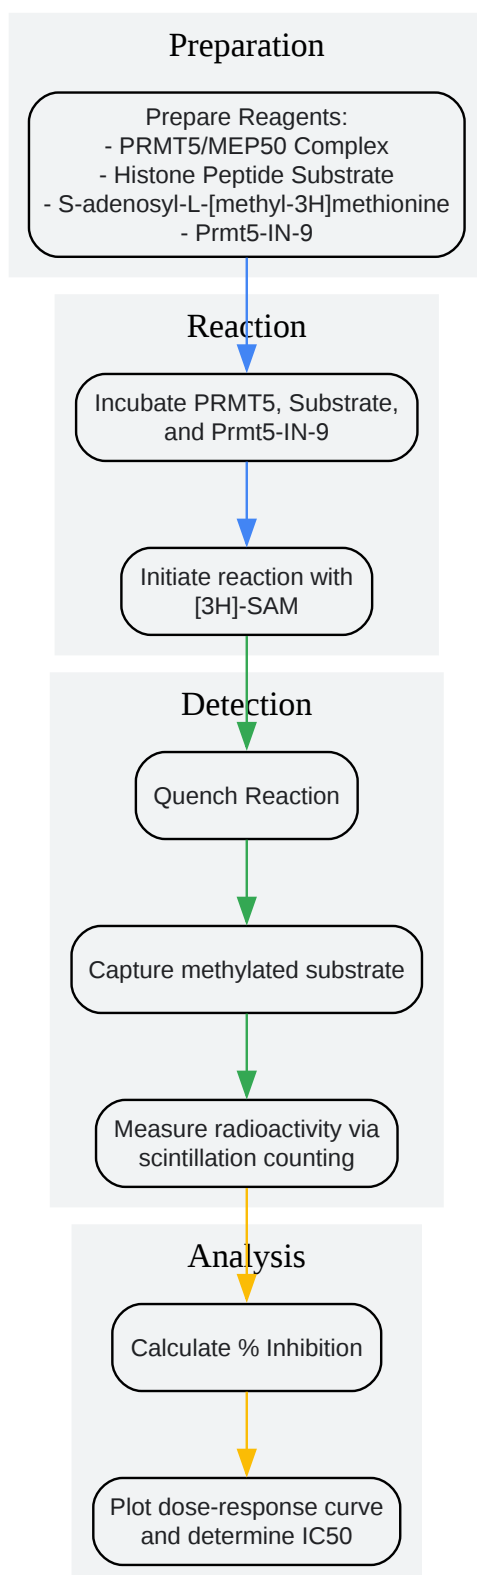 Preparation
Prepare Reagents:
- PRMT5/MEP50 Complex
- Histone Peptide Substrate
- S-adenosyl-L-[methyl-3H]methionine
- Prmt5-IN-9
Reaction
Incubate PRMT5, Substrate,
and Prmt5-IN-9
Initiate reaction with
[3H]-SAM
Detection
Quench Reaction
Capture methylated substrate
Measure radioactivity via
scintillation counting
Analysis
Calculate % Inhibition
Plot dose-response curve
and determine IC50